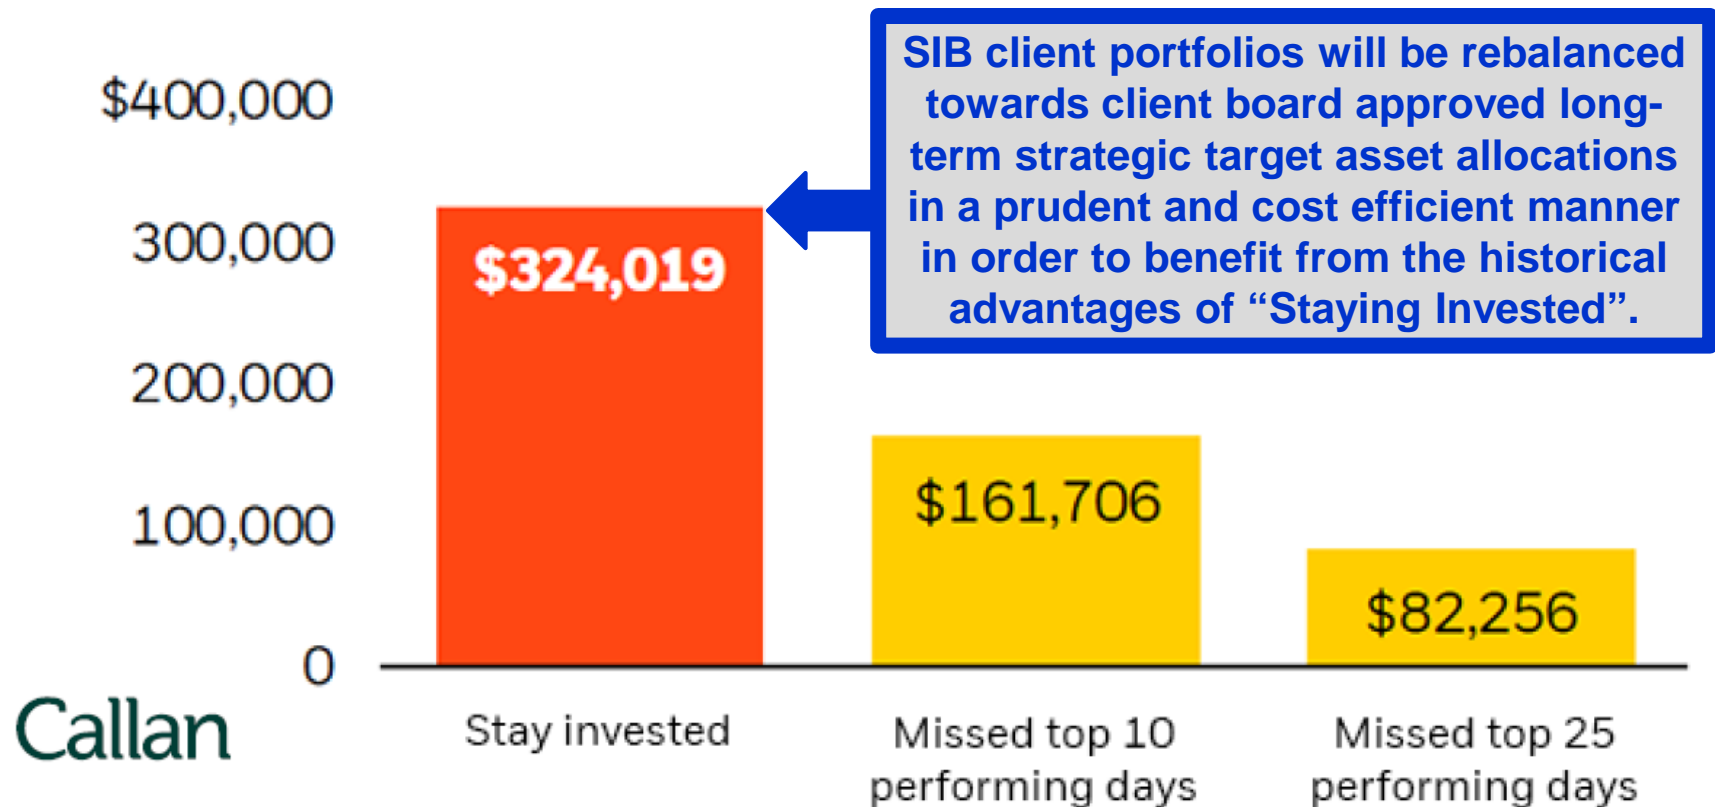 SIB client portfolios will be rebalanced
towards client board approved long-
term strategic target asset allocations
in a prudent and cost efficient manner
in order to benefit from the historical
advantages of “Staying Invested”.
$400,000
300,000
200,000
100,000
0
$324,019
$161,706
$82,256
Stay invested
Missed top 10
performing days
Missed top 25
performing days
Callan